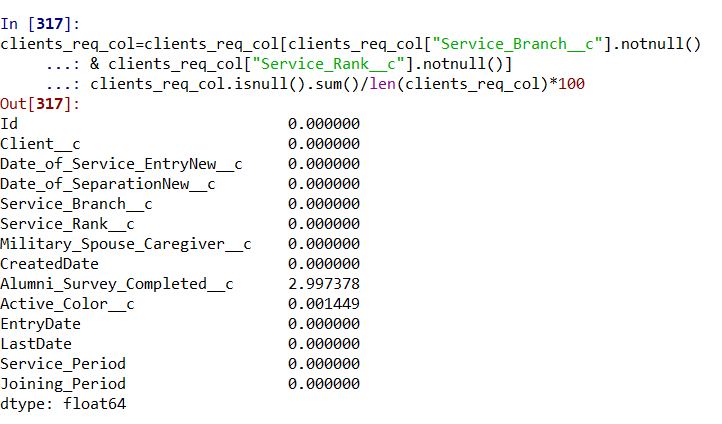 In [317]:
clients_req_col=clients_req_col[clients_req_col["Service_Branch__c"].notnull()
...: & clients_req_col["Service_Rank__c"].notnull()]
...: clients_req_col.isnull().sum()/len(clients_req_col)*100
Out[317]:
Id 0.000000
Client__c 0.000000
Date_of_Service_EntryNew__c 0.000000
Date_of_SeparationNew__c 0.000000
Service_Branch__c 0.000000
Service_Rank__c 0.000000
Military_Spouse_Caregiver__c 0.000000
CreatedDate 0.000000
Alumni_Survey_Completed__c 2.997378
Active_Color__c 0.001449
EntryDate 0.000000
LastDate 0.000000
Service_Period 0.000000
Joining_Period 0.000000
dtype: float64